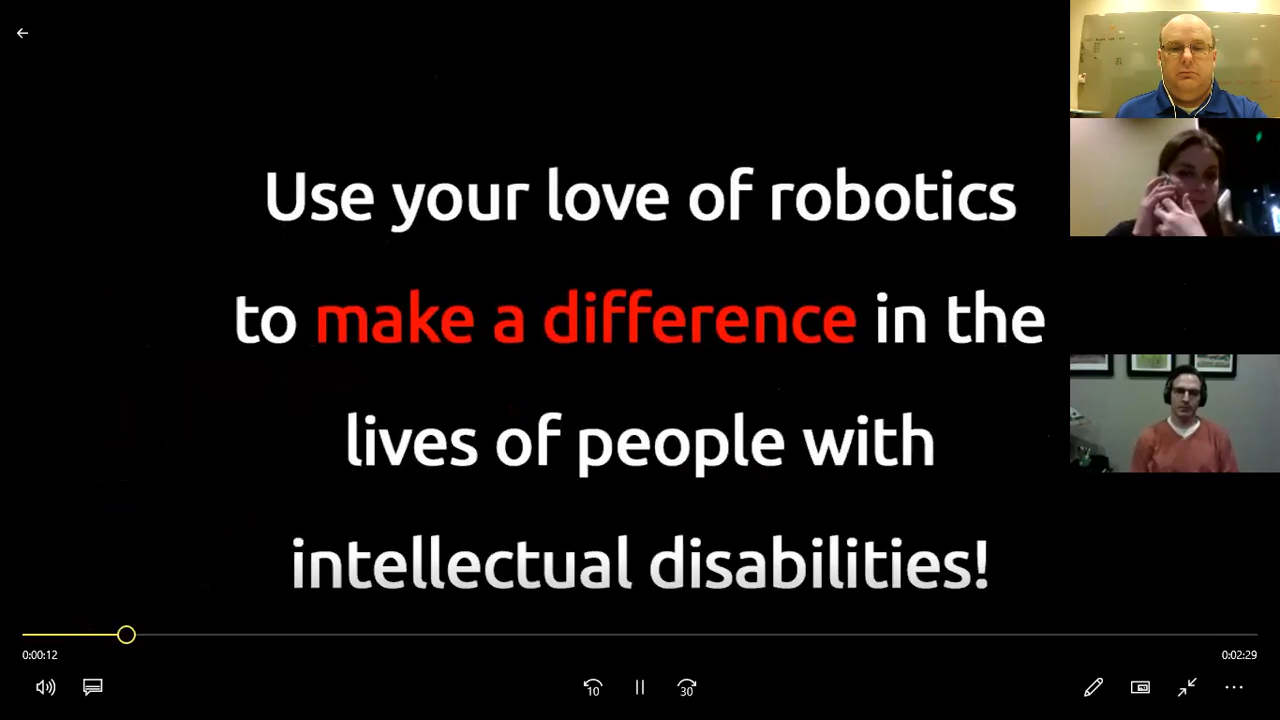 Use your love of robotics
to make a difference in the
lives of people with
intellectual disabilities!
0:00:12
0:02:29
10
30